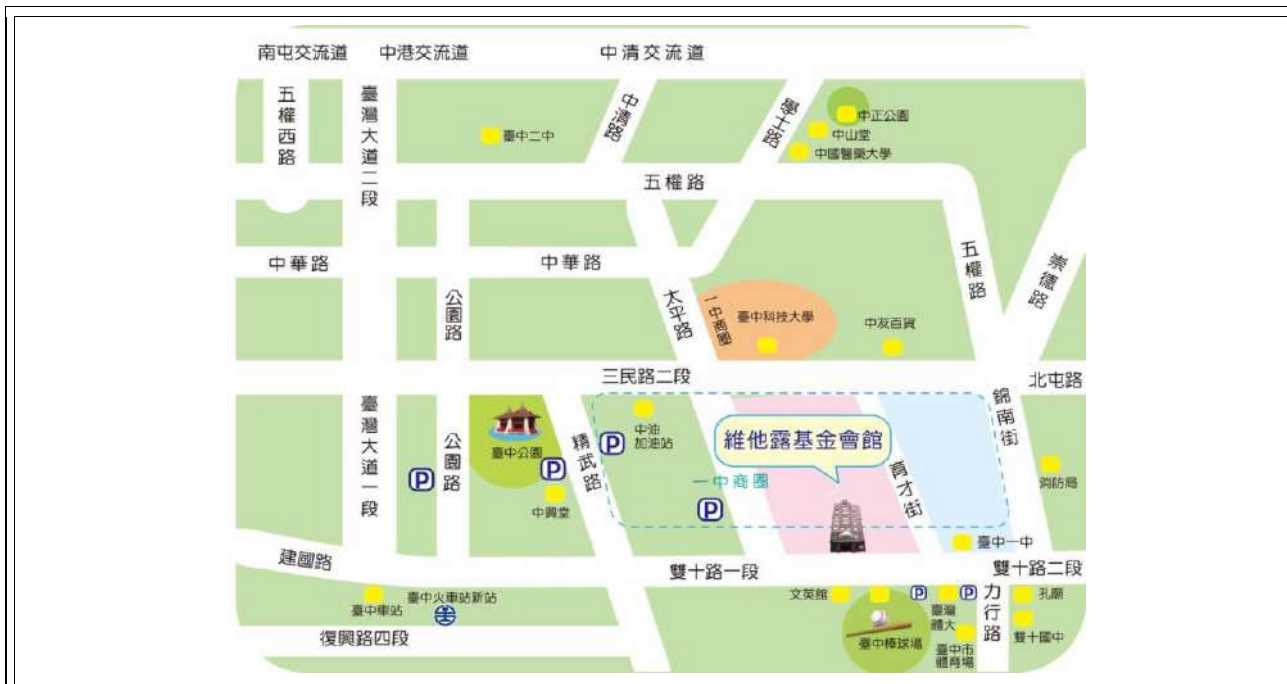 南屯交流道
中港交流道
中清交流道
五權西路
臺灣大道二段
臺中二中
中清路
學士路
中正公園
中山堂
中國醫藥大學
五權路
中華路
中華路
五權路
崇德路
公園路
太平路
一中商圈
臺中科技大學
中友百貨
三民路二段
北屯路
臺灣大道一段
公園路
P
臺中公園
P
中興堂
精武路
P
中油
加油站
維他露基金會館
一中商圈
P
育才街
錦南街
消防局
臺中一中
建國路
雙十路一段
雙十路二段
臺中車站
臺中火車站新站
復興路四段
文英館
臺中棒球場
P
臺灣
體大
P
臺中市
體育場
力行路
孔廟
雙十國中